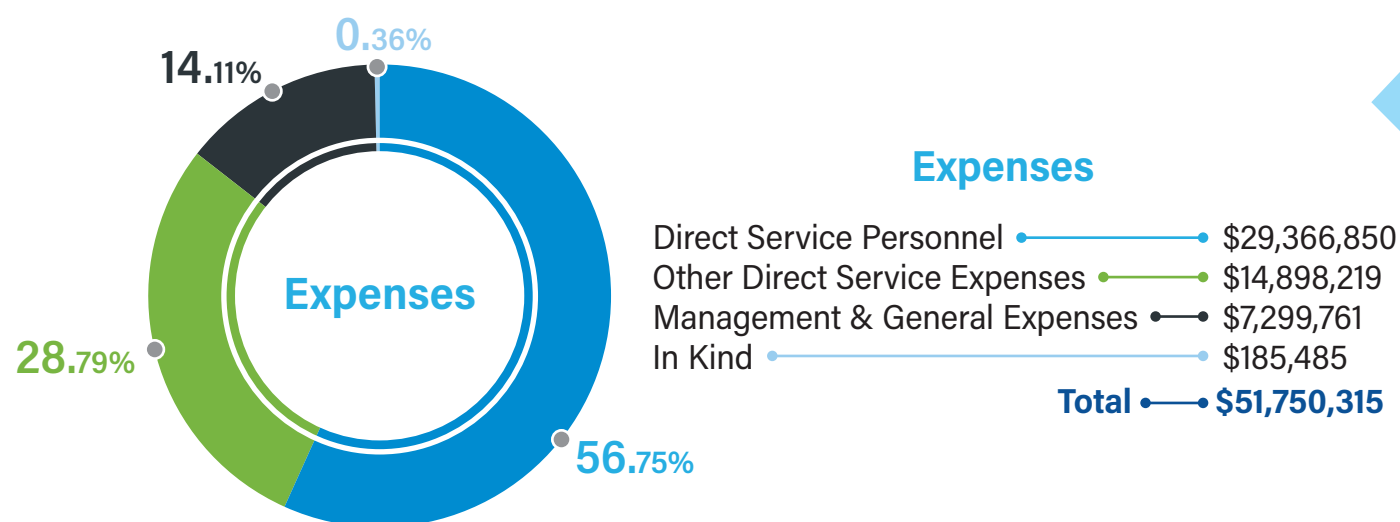 0.36%
14.11%
28.79%
56.75%
Expenses
Expenses
Direct Service Personnel $29,366,850
Other Direct Service Expenses $14,898,219
Management & General Expenses $7,299,761
In Kind $185,485
Total $51,750,315